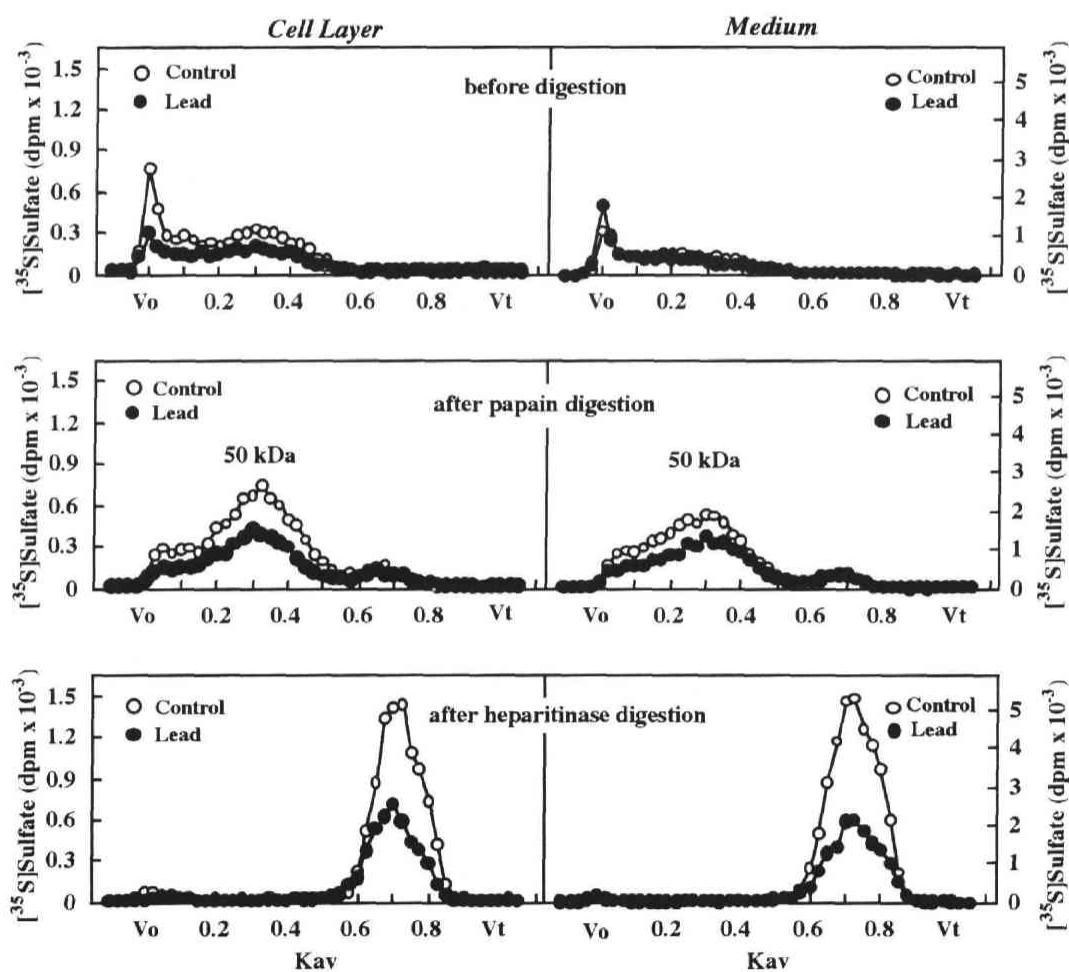 Cell Layer Medium
[³⁵S]Sulfate (dpm x 10⁻³)
1.5
1.2
0.9
0.6
0.3
0
Control
Lead
before digestion
Control
Lead
5
4
3
2
1
0
[³⁵S]Sulfate (dpm x 10⁻³)
Vo 0.2 0.4 0.6 0.8 Vt
Vo 0.2 0.4 0.6 0.8 Vt
[³⁵S]Sulfate (dpm x 10⁻³)
1.5
1.2
0.9
0.6
0.3
0
Control
Lead
after papain digestion
50 kDa
50 kDa
Control
Lead
5
4
3
2
1
0
[³⁵S]Sulfate (dpm x 10⁻³)
Vo 0.2 0.4 0.6 0.8 Vt
Vo 0.2 0.4 0.6 0.8 Vt
[³⁵S]Sulfate (dpm x 10⁻³)
1.5
1.2
0.9
0.6
0.3
0
Control
Lead
after heparitinase digestion
Control
Lead
5
4
3
2
1
0
[³⁵S]Sulfate (dpm x 10⁻³)
Vo 0.2 0.4 0.6 0.8 Vt
Vo 0.2 0.4 0.6 0.8 Vt
Kav Kav